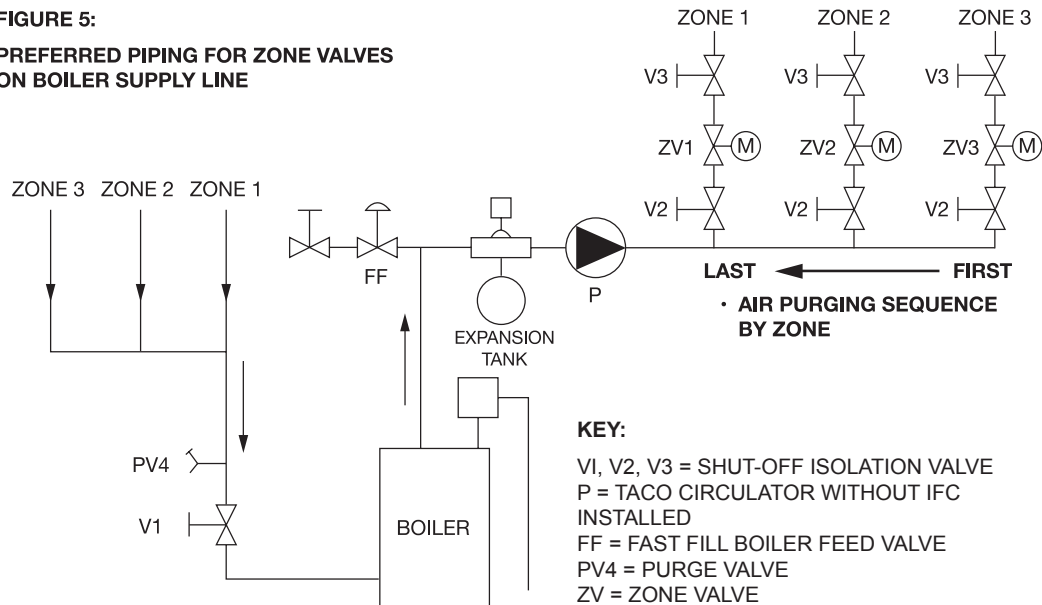 FIGURE 5:
PREFERRED PIPING FOR ZONE VALVES
ON BOILER SUPPLY LINE
ZONE 1 ZONE 2 ZONE 3
V3 V3 V3
ZV1 M ZV2 M ZV3 M
V2 V2 V2
ZONE 3 ZONE 2 ZONE 1
FF
P
LAST FIRST
• AIR PURGING SEQUENCE
BY ZONE
EXPANSION
TANK
PV4
V1
BOILER
KEY:
VI, V2, V3 = SHUT-OFF ISOLATION VALVE
P = TACO CIRCULATOR WITHOUT IFC
INSTALLED
FF = FAST FILL BOILER FEED VALVE
PV4 = PURGE VALVE
ZV = ZONE VALVE